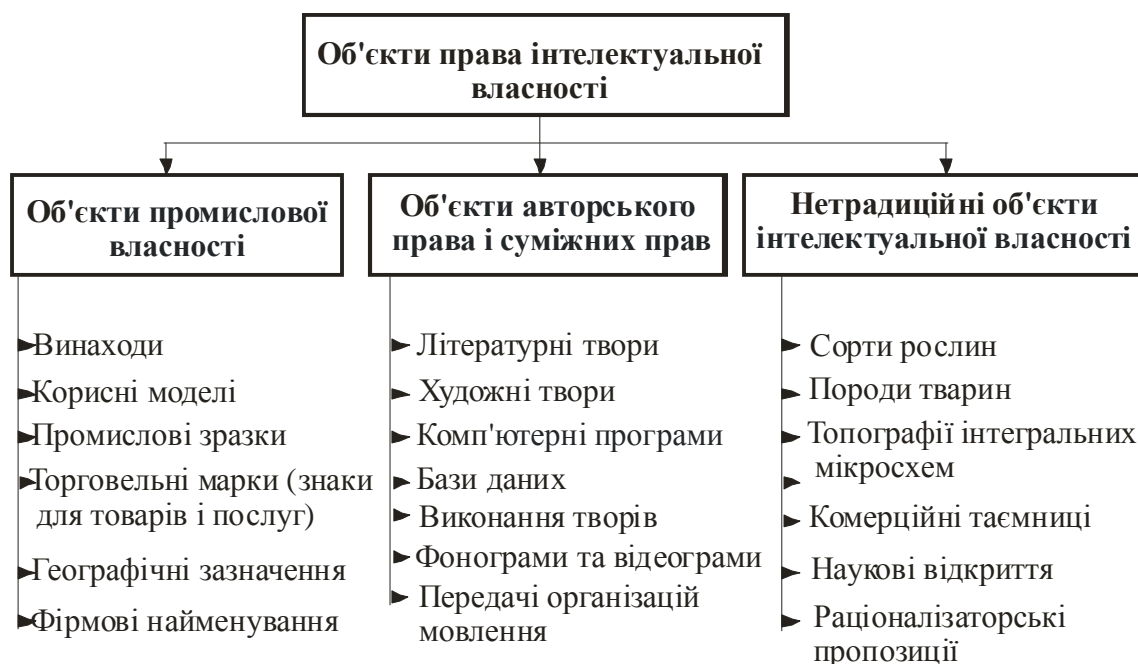 Об'єкти права інтелектуальної
власності
Об'єкти промислової
власності
Винаходи
Корисні моделі
Промислові зразки
Торговельні марки (знаки
для товарів і послуг)
Географічні зазначення
Фірмові найменування
Об'єкти авторського
права і суміжних прав
Літературні твори
Художні твори
Комп'ютерні програми
Бази даних
Виконання творів
Фонограми та відеограми
Передачі організацій
мовлення
Нетрадиційні об'єкти
інтелектуальної власності
Сорти рослин
Породи тварин
Топографії інтегральних
мікросхем
Комерційні таємниці
Наукові відкриття
Раціоналізаторські
пропозиції